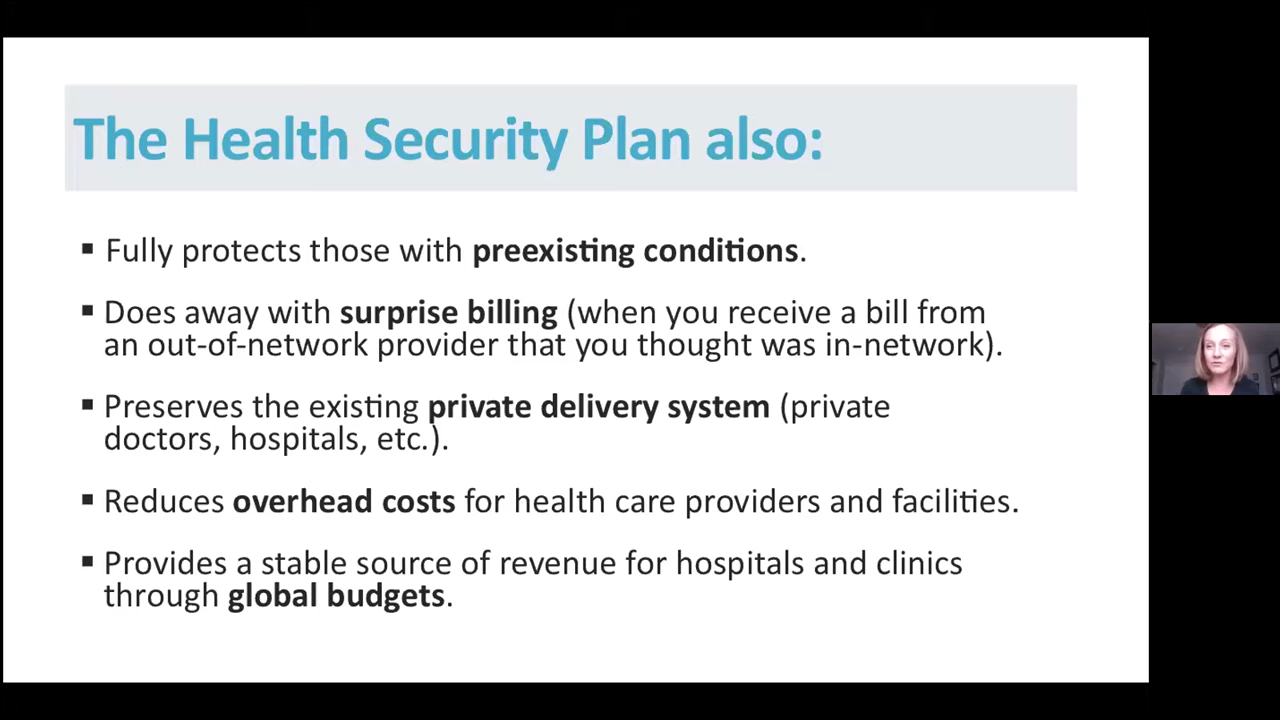 The Health Security Plan also:
▪ Fully protects those with preexisting conditions.
▪ Does away with surprise billing (when you receive a bill from
an out-of-network provider that you thought was in-network).
▪ Preserves the existing private delivery system (private
doctors, hospitals, etc.).
▪ Reduces overhead costs for health care providers and facilities.
▪ Provides a stable source of revenue for hospitals and clinics
through global budgets.